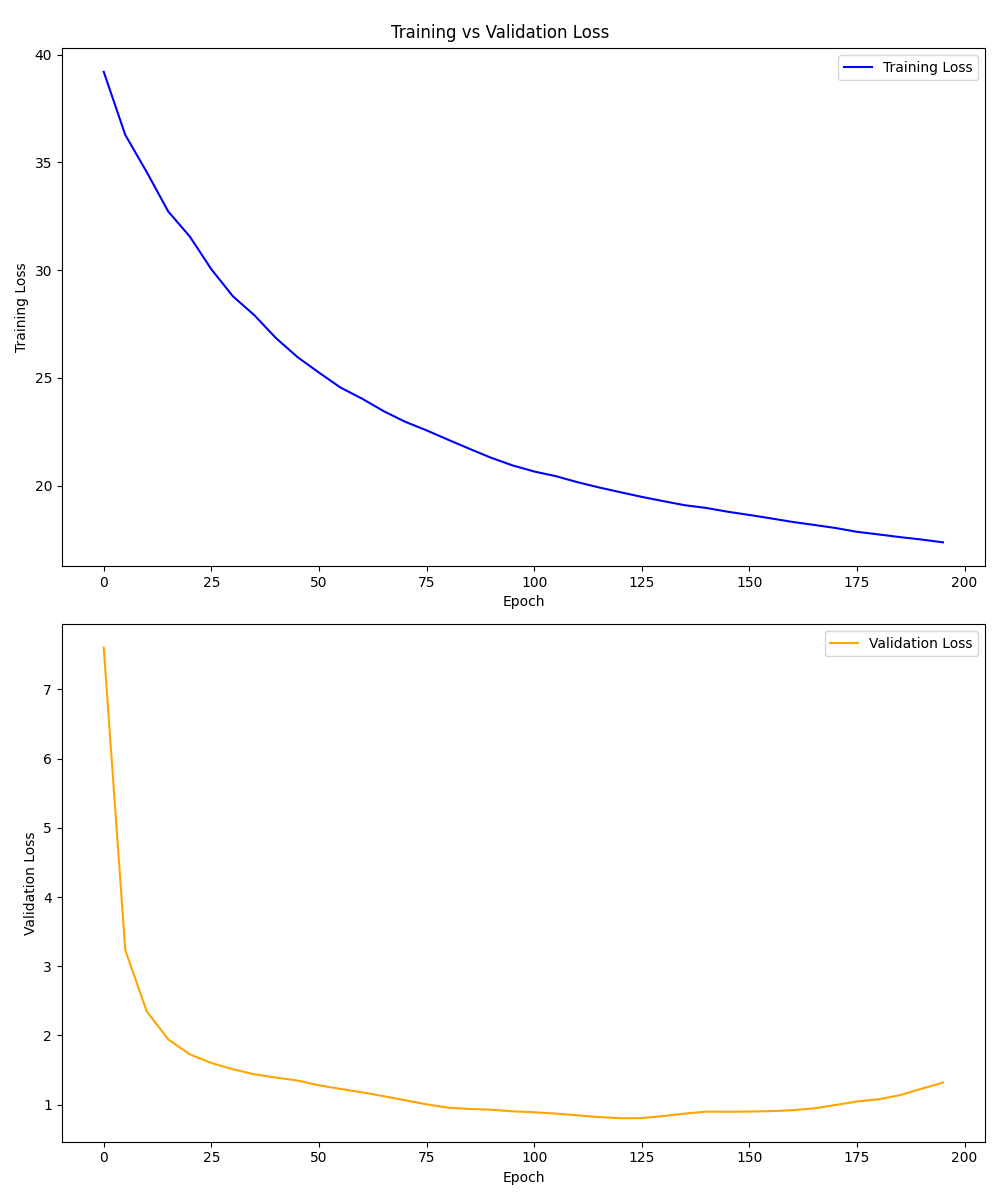 Training vs Validation Loss
40
35
30
25
20
Training Loss
Training Loss
0 25 50 75 100 125 150 175 200
Epoch
7
6
5
4
3
2
1
Validation Loss
Validation Loss
0 25 50 75 100 125 150 175 200
Epoch